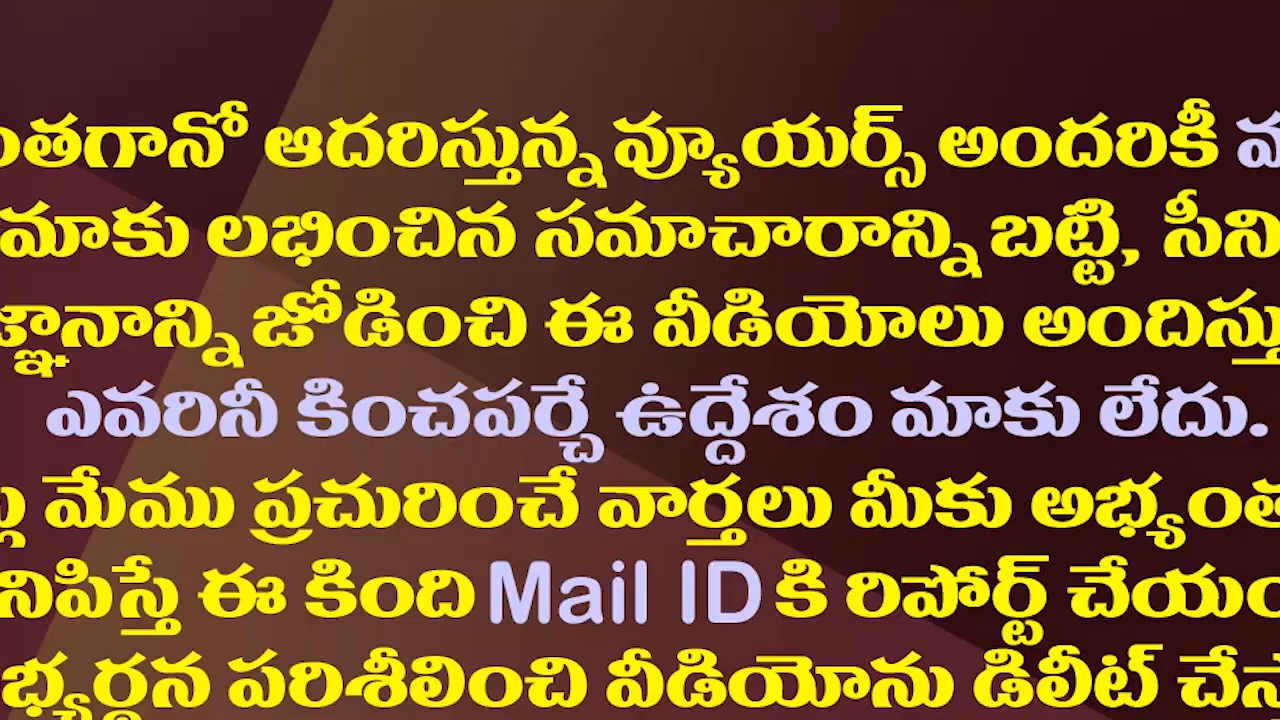 ఆదరిస్తున్న వ్యూయర్స్ అందరికీ
మాకు లభించిన సమాచారాన్ని బట్టి,
జోడించి ఈ వీడియోలు
ఎవరినీ కించపర్చే ఉద్దేశం మాకు లేదు.
మేము ప్రచురించే వార్తలు మీకు
ఈ కింది Mail ID కి రిపోర్ట్
పరిశీలించి వీడియోను డిలీట్